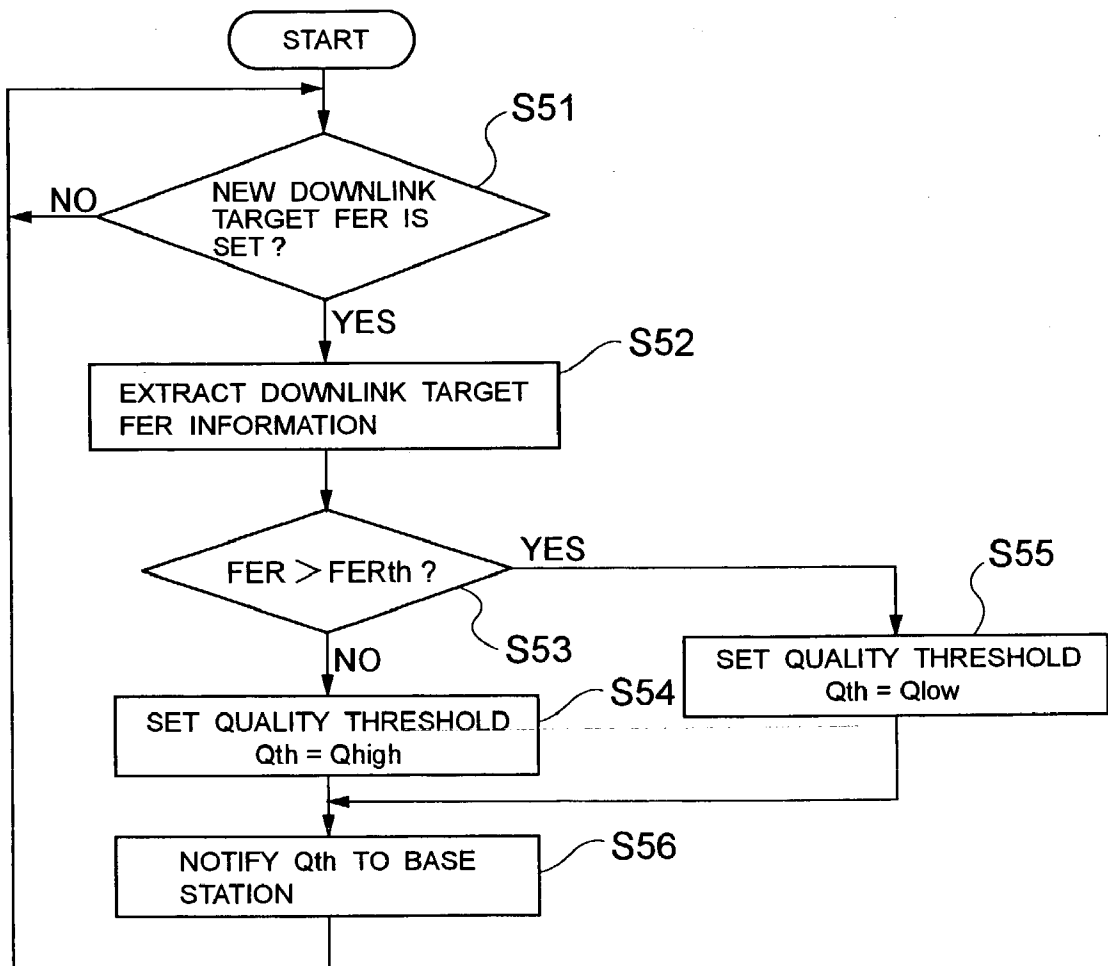 START
S51
NEW DOWNLINK
TARGET FER IS
SET ?
NO
YES
S52
EXTRACT DOWNLINK TARGET
FER INFORMATION
FER > FERth ?
YES
S53
NO
S55
SET QUALITY THRESHOLD
Qth = Qlow
S54
SET QUALITY THRESHOLD
Qth = Qhigh
S56
NOTIFY Qth TO BASE
STATION